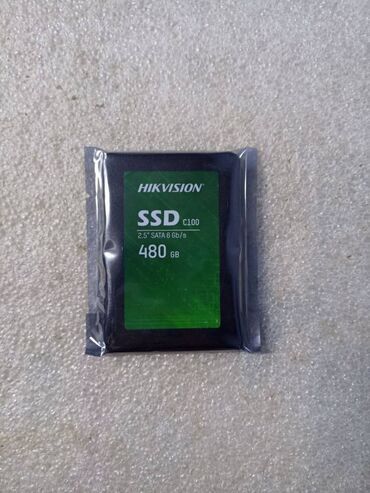 HIKVISION
SSD C100
2.5" SATA 6 Gb/s
480 GB